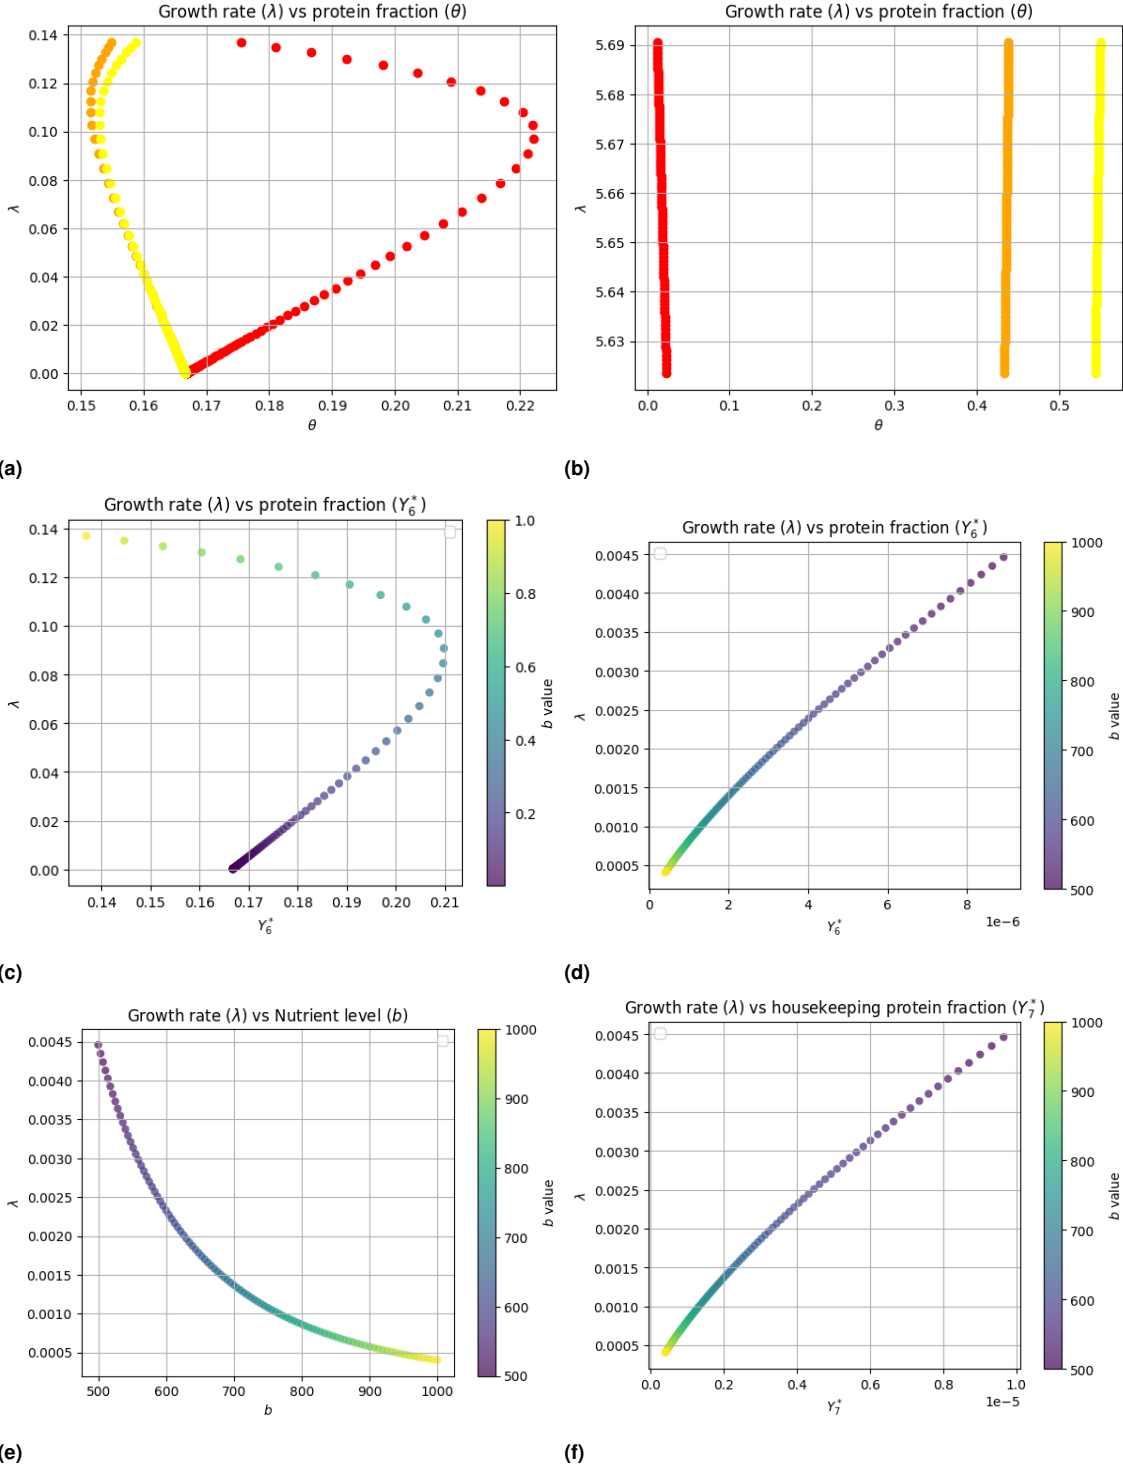 Growth rate (λ) vs protein fraction (θ)
0.14
0.12
0.10
0.08
0.06
0.04
0.02
0.00
λ
0.15 0.16 0.17 0.18 0.19 0.20 0.21 0.22
θ
(a)
Growth rate (λ) vs protein fraction (θ)
5.69
5.68
5.67
5.66
5.65
5.64
5.63
λ
0.0 0.1 0.2 0.3 0.4 0.5
θ
(b)
Growth rate (λ) vs protein fraction (Y₆*)
0.14
0.12
0.10
0.08
0.06
0.04
0.02
0.00
λ
0.14 0.15 0.16 0.17 0.18 0.19 0.20 0.21
Y₆*
1.0
0.8
0.6
0.4
0.2
b value
(c)
Growth rate (λ) vs protein fraction (Y₆*)
0.0045
0.0040
0.0035
0.0030
0.0025
0.0020
0.0015
0.0010
0.0005
λ
0 2 4 6 8
1e−6
Y₆*
1000
900
800
700
600
500
b value
(d)
Growth rate (λ) vs Nutrient level (b)
0.0045
0.0040
0.0035
0.0030
0.0025
0.0020
0.0015
0.0010
0.0005
λ
500 600 700 800 900 1000
b
1000
900
800
700
600
500
b value
(e)
Growth rate (λ) vs housekeeping protein fraction (Y₇*)
0.0045
0.0040
0.0035
0.0030
0.0025
0.0020
0.0015
0.0010
0.0005
λ
0.0 0.2 0.4 0.6 0.8 1.0
1e−5
Y₇*
1000
900
800
700
600
500
b value
(f)